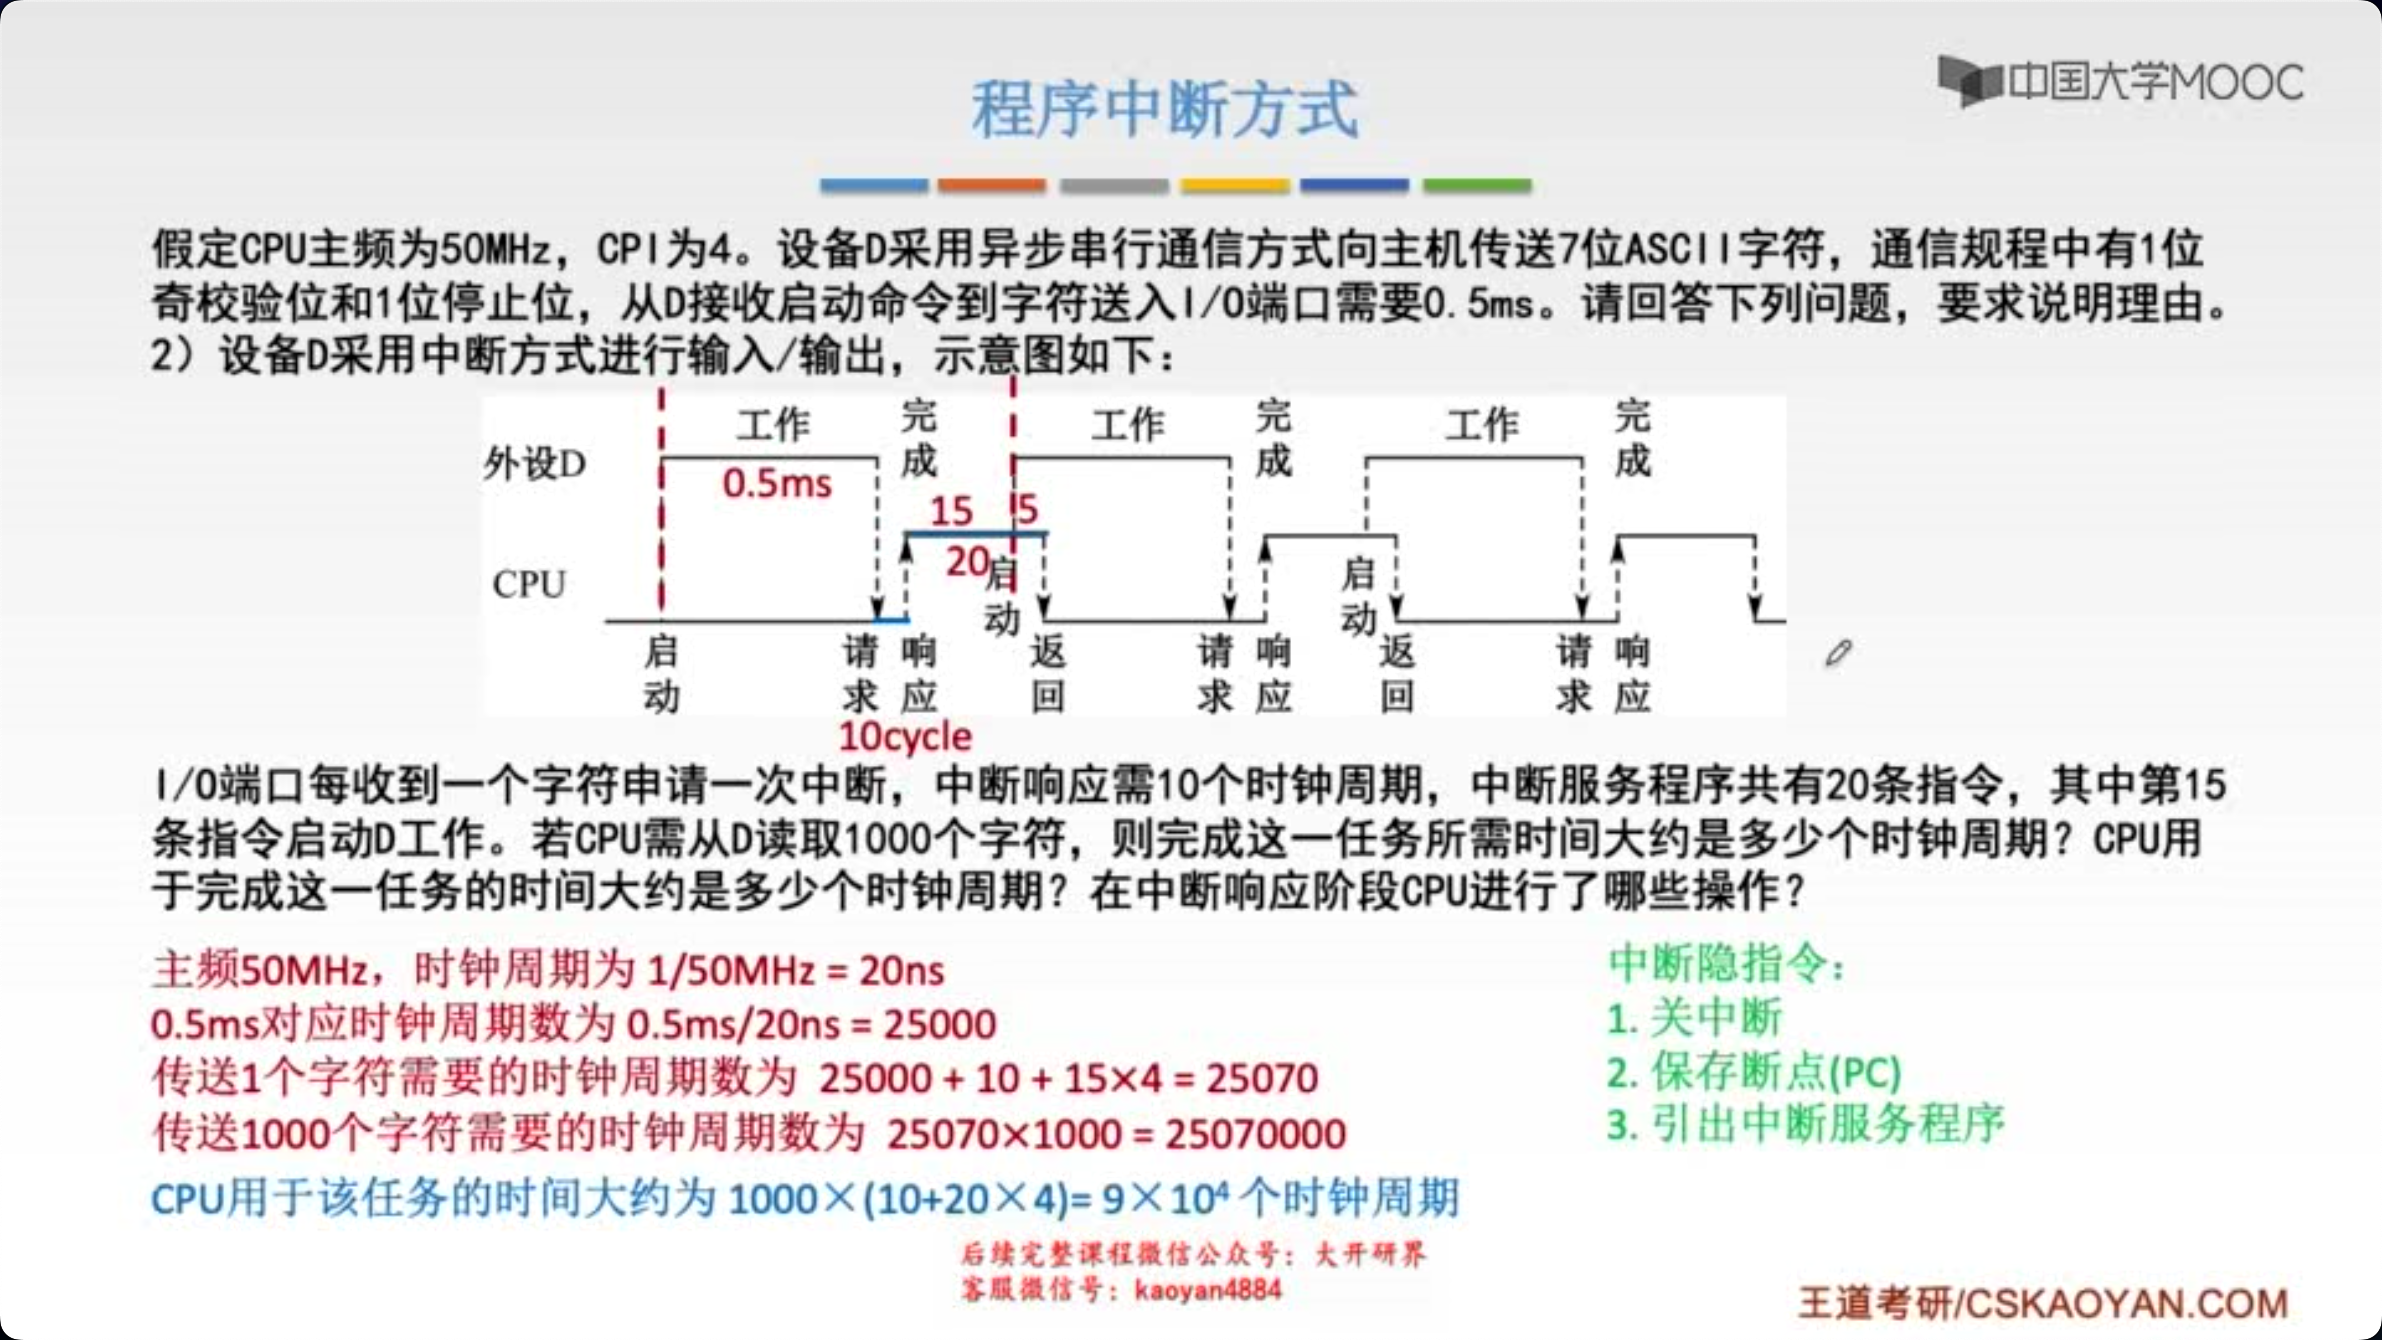 中国大学MOOC
程序中断方式
假定CPU主频为50MHz，CPI为4。设备D采用异步串行通信方式向主机传送7位ASCII字符，通信规程中有1位
奇校验位和1位停止位，从D接收启动命令到字符送入I/O端口需要0.5ms。请回答下列问题，要求说明理由。
2）设备D采用中断方式进行输入/输出，示意图如下：
工作 完成 工作 完成 工作 完成
外设D
0.5ms
15 5
20
CPU
启动 启动
启动 请求 响应 返回 请求 响应 返回 请求 响应
10cycle
I/O端口每收到一个字符申请一次中断，中断响应需10个时钟周期，中断服务程序共有20条指令，其中第15
条指令启动D工作。若CPU需从D读取1000个字符，则完成这一任务所需时间大约是多少个时钟周期？CPU用
于完成这一任务的时间大约是多少个时钟周期？在中断响应阶段CPU进行了哪些操作？
主频50MHz，时钟周期为 1/50MHz = 20ns
0.5ms对应时钟周期数为 0.5ms/20ns = 25000
传送1个字符需要的时钟周期数为 25000 + 10 + 15×4 = 25070
传送1000个字符需要的时钟周期数为 25070×1000 = 25070000
CPU用于该任务的时间大约为 1000×(10+20×4)= 9×10⁴ 个时钟周期
中断隐指令：
1. 关中断
2. 保存断点(PC)
3. 引出中断服务程序
后续完整课程微信公众号：大开研界
客服微信号：kaoyan4884
王道考研/CSKAOYAN.COM